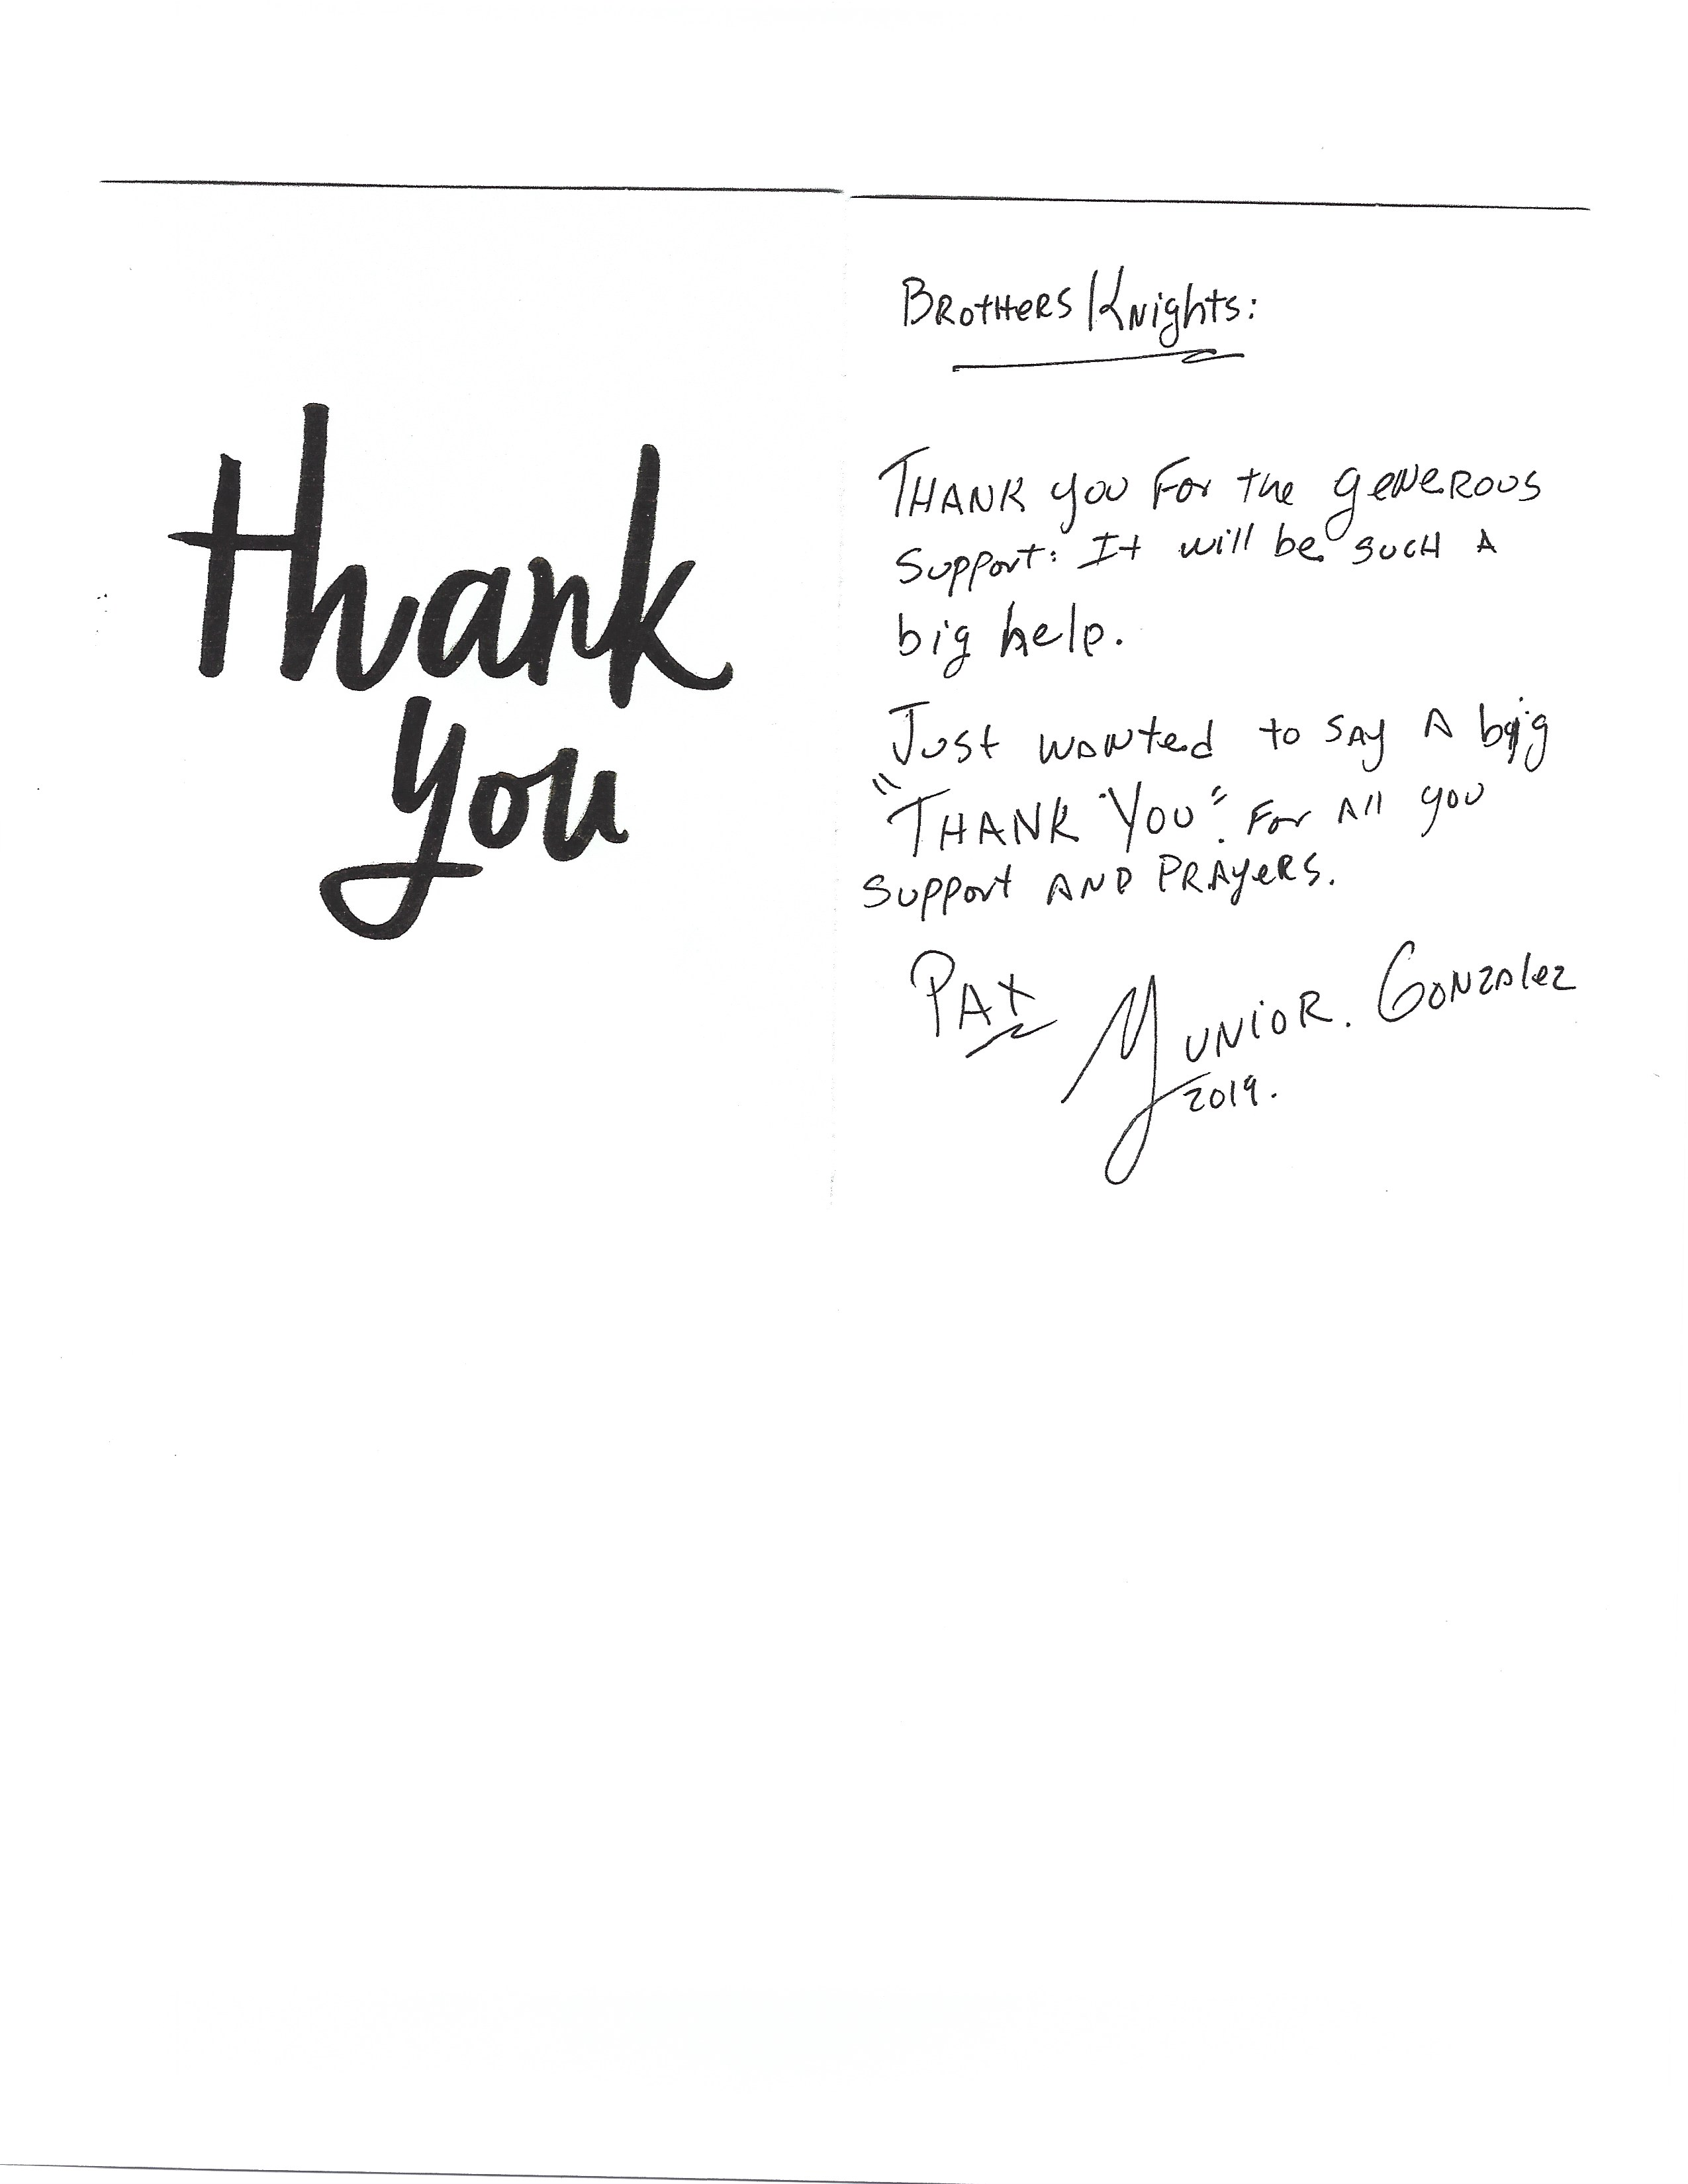 Thank
you
Brothers Knights:
THANK you For the generous
support: It will be such A
big help.
Just wanted to say A big
"THANK YOU". For All you
support AND PRAYERS.
PAX Yunior. Gonzalez
2019.